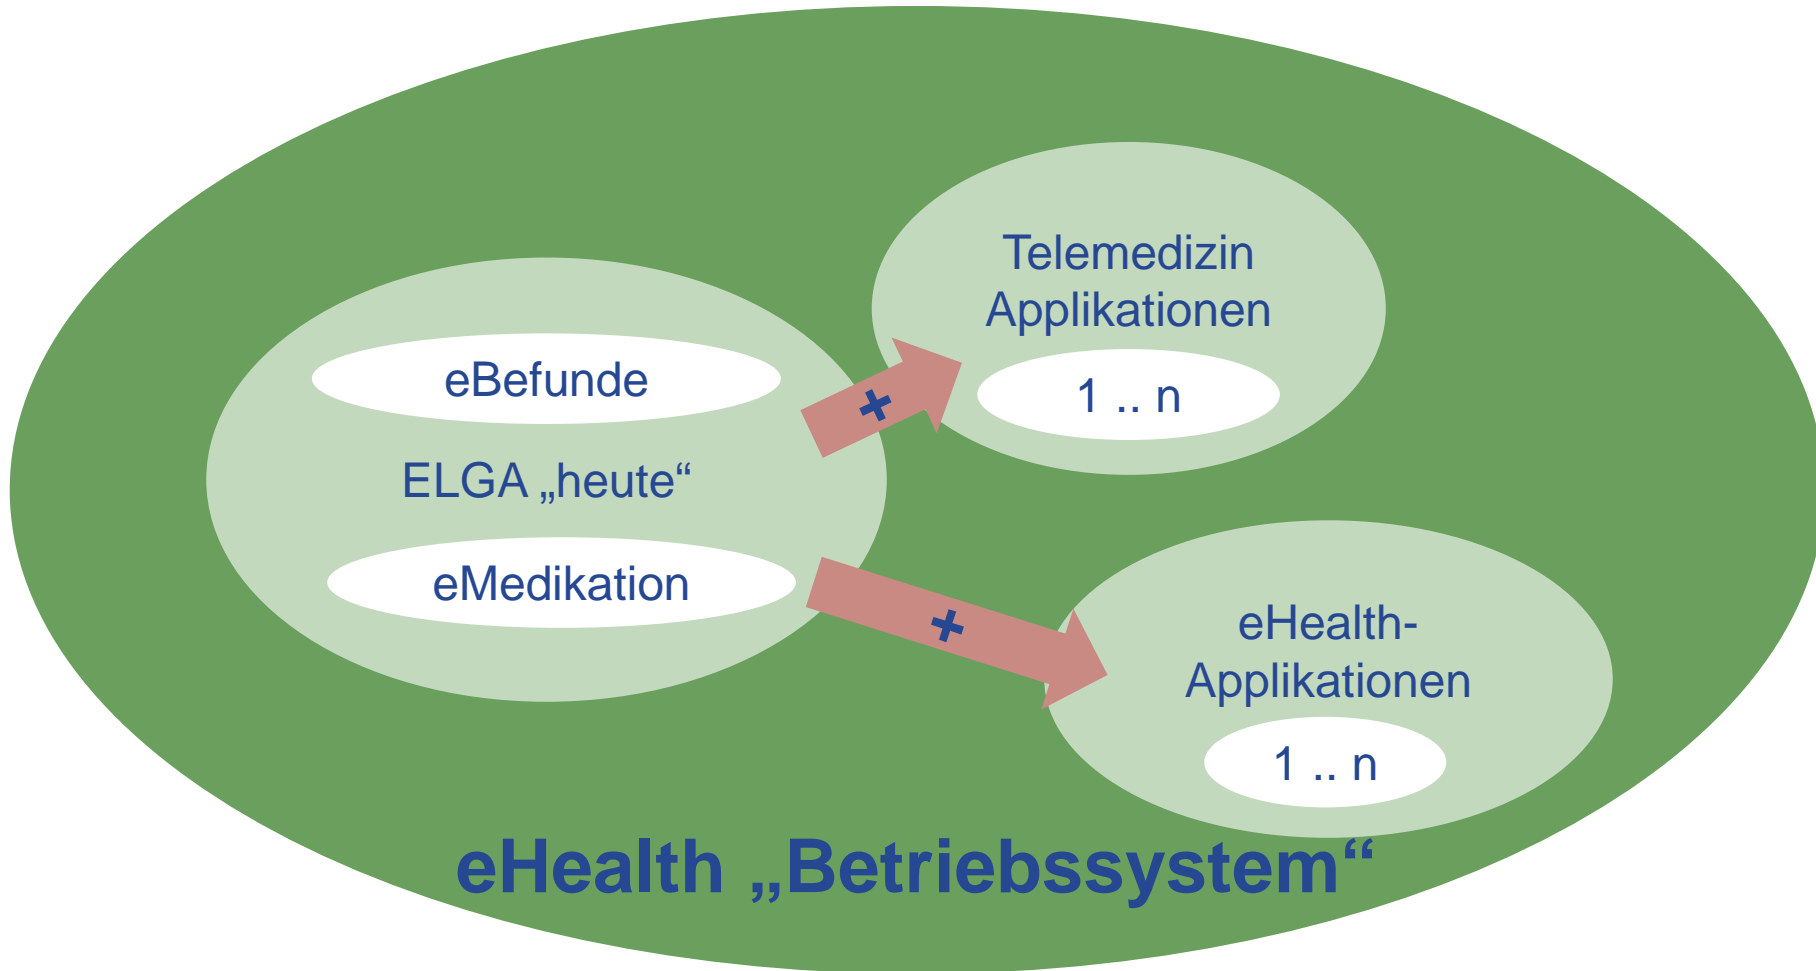 Telemedizin
Applikationen
1 .. n
eBefunde
+
ELGA „heute“
eMedikation
+
eHealth-
Applikationen
1 .. n
eHealth „Betriebssystem“